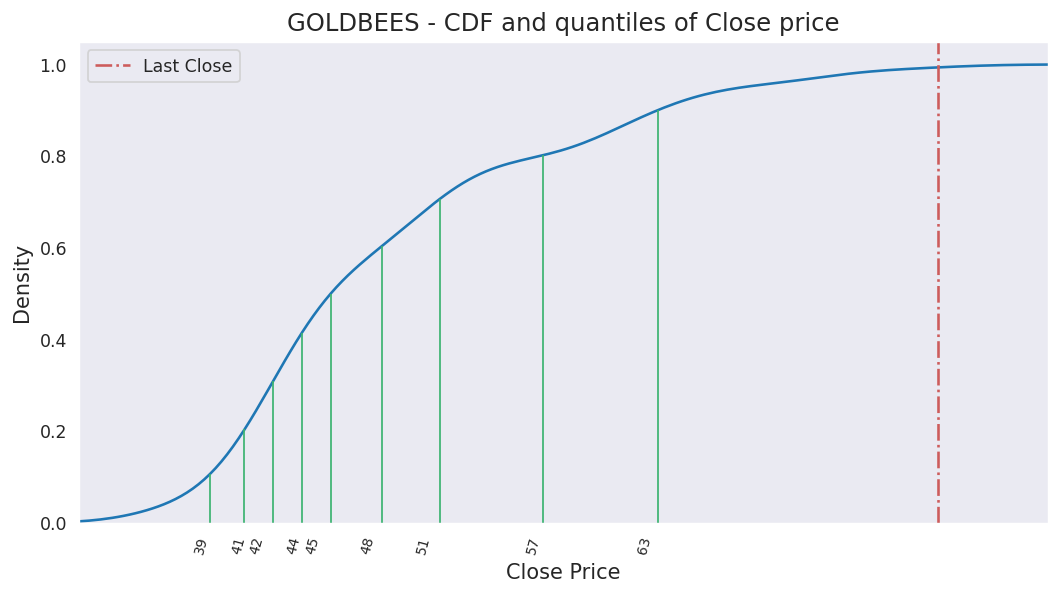 GOLDBEES - CDF and quantiles of Close price
Last Close
Density
1.0
0.8
0.6
0.4
0.2
0.0
39 41 42 44 45 48 51 57 63
Close Price